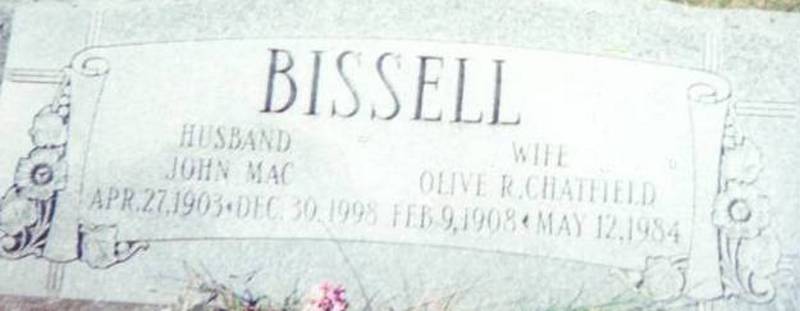 BISSELL
HUSBAND
JOHN MAC
APR. 27, 1903 • DEC. 30, 1998
WIFE
OLIVE R. CHATFIELD
FEB. 9, 1908 • MAY 12, 1984